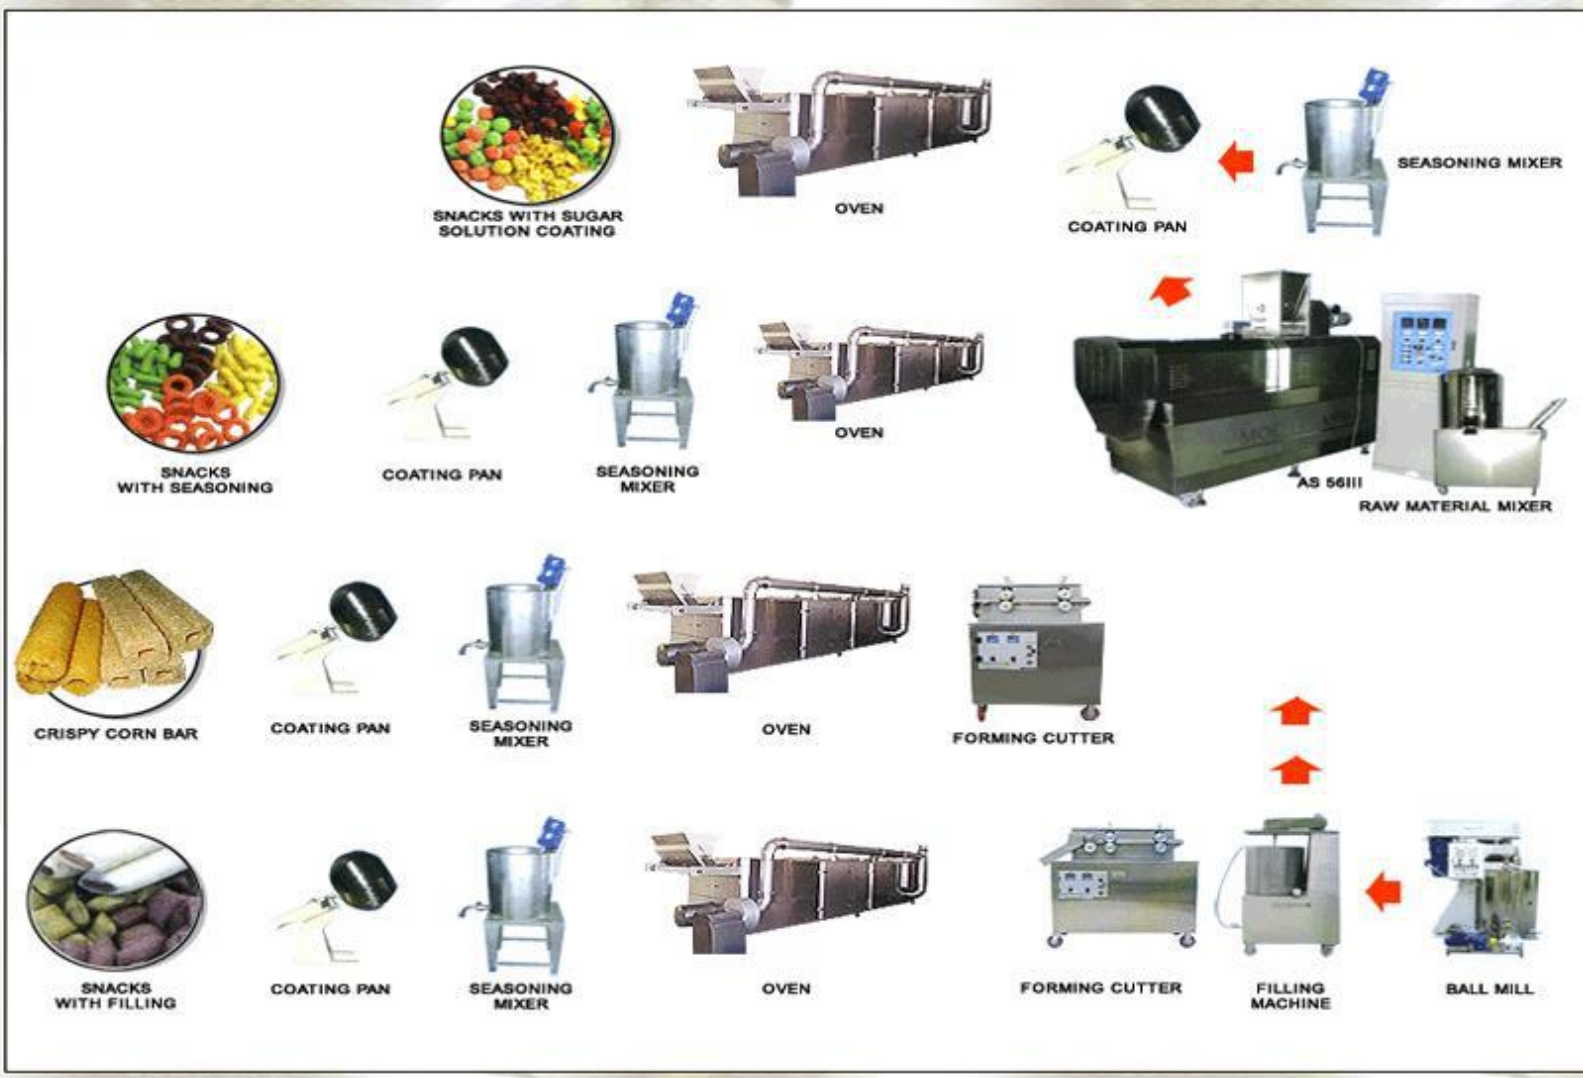 SEASONING MIXER
OVEN
SNACKS WITH SUGAR
SOLUTION COATING
COATING PAN
SNACKS
WITH SEASONING
COATING PAN
SEASONING
MIXER
OVEN
AS 56III
RAW MATERIAL MIXER
CRISPY CORN BAR
COATING PAN
SEASONING
MIXER
OVEN
FORMING CUTTER
SNACKS
WITH FILLING
COATING PAN
SEASONING
MIXER
OVEN
FORMING CUTTER
FILLING
MACHINE
BALL MILL